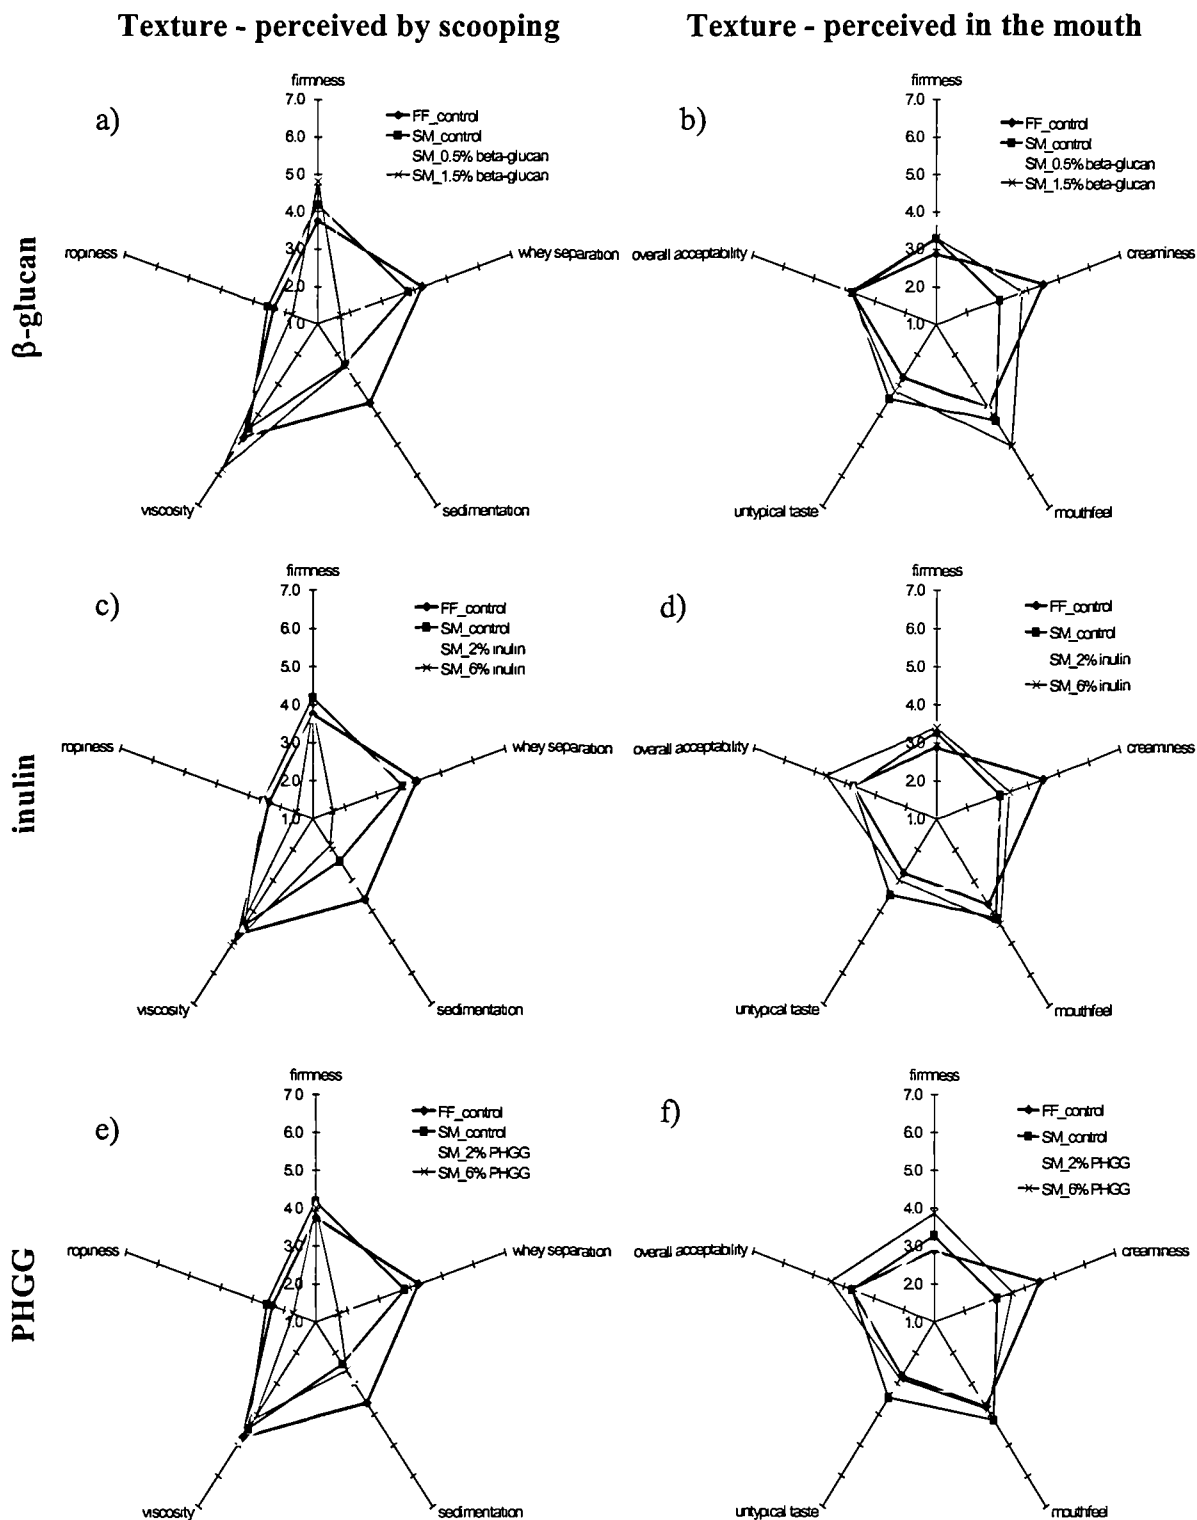 Texture - perceived by scooping
Texture - perceived in the mouth
β-glucan
a)
firmness
7.0
6.0
5.0
4.0
3.0
2.0
1.0
FF_control
SM_control
SM_0.5% beta-glucan
SM_1.5% beta-glucan
ropiness
whey separation
viscosity
sedimentation
b)
firmness
7.0
6.0
5.0
4.0
3.0
2.0
1.0
FF_control
SM_control
SM_0.5% beta-glucan
SM_1.5% beta-glucan
overall acceptability
creaminess
untypical taste
mouthfeel
inulin
c)
firmness
7.0
6.0
5.0
4.0
3.0
2.0
1.0
FF_control
SM_control
SM_2% inulin
SM_6% inulin
ropiness
whey separation
viscosity
sedimentation
d)
firmness
7.0
6.0
5.0
4.0
3.0
2.0
1.0
FF_control
SM_control
SM_2% inulin
SM_6% inulin
overall acceptability
creaminess
untypical taste
mouthfeel
PHGG
e)
firmness
7.0
6.0
5.0
4.0
3.0
2.0
1.0
FF_control
SM_control
SM_2% PHGG
SM_6% PHGG
ropiness
whey separation
viscosity
sedimentation
f)
firmness
7.0
6.0
5.0
4.0
3.0
2.0
1.0
FF_control
SM_control
SM_2% PHGG
SM_6% PHGG
overall acceptability
creaminess
untypical taste
mouthfeel